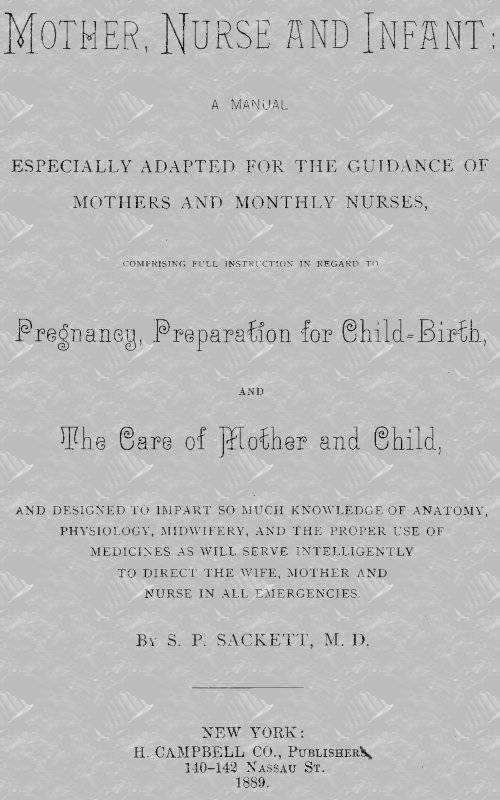 MOTHER, NURSE AND INFANT:
A MANUAL
ESPECIALLY ADAPTED FOR THE GUIDANCE OF
MOTHERS AND MONTHLY NURSES,
COMPRISING FULL INSTRUCTION IN REGARD TO
Pregnancy, Preparation for Child-Birth,
AND
The Care of Mother and Child,
AND DESIGNED TO IMPART SO MUCH KNOWLEDGE OF ANATOMY,
PHYSIOLOGY, MIDWIFERY, AND THE PROPER USE OF
MEDICINES AS WILL SERVE INTELLIGENTLY
TO DIRECT THE WIFE, MOTHER AND
NURSE IN ALL EMERGENCIES.
BY S. P. SACKETT, M. D.
NEW YORK:
H. CAMPBELL CO., PUBLISHERS,
140-142 NASSAU ST.
1889.